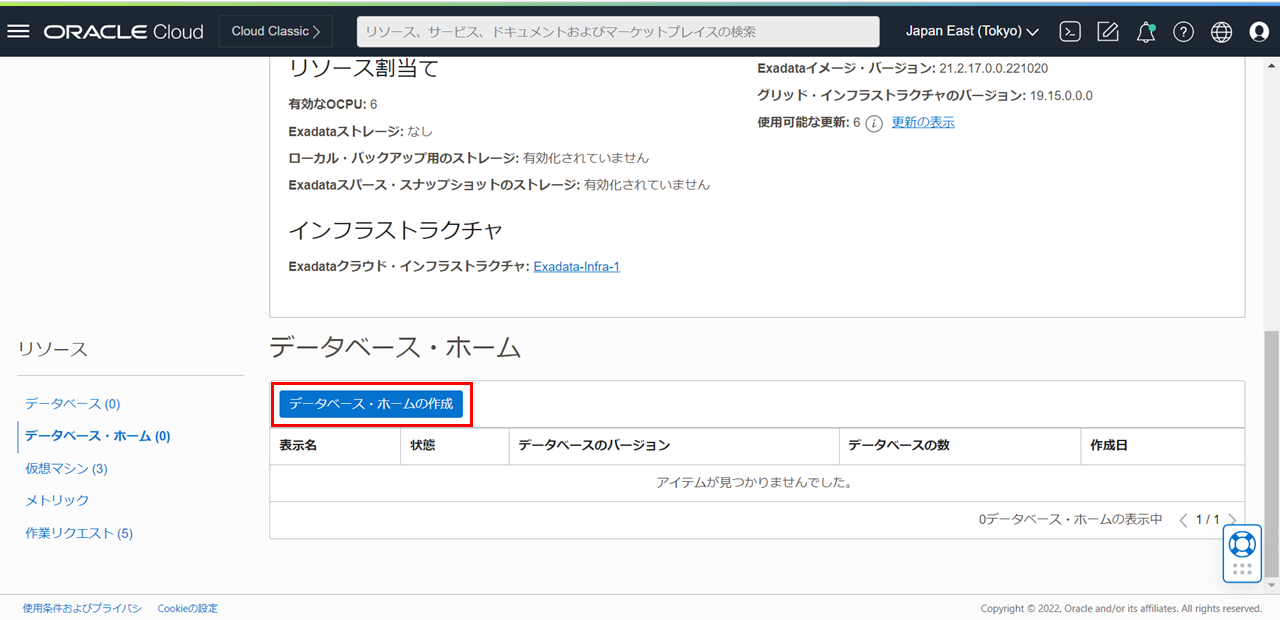 ORACLE Cloud
Cloud Classic
リソース、サービス、ドキュメントおよびマーケットプレイスの検索
Japan East (Tokyo)
リソース割当て
有効なOCPU: 6
Exadataストレージ: なし
ローカル・バックアップ用のストレージ: 有効化されていません
Exadataスパース・スナップショットのストレージ: 有効化されていません
インフラストラクチャ
Exadataクラウド・インフラストラクチャ: Exadata-Infra-1
Exadataイメージ・バージョン: 21.2.17.0.0.221020
グリッド・インフラストラクチャのバージョン: 19.15.0.0.0
使用可能な更新: 6 i 更新の表示
リソース
データベース (0)
データベース・ホーム (0)
仮想マシン (3)
メトリック
作業リクエスト (5)
データベース・ホーム
データベース・ホームの作成
表示名 状態 データベースのバージョン データベースの数 作成日
アイテムが見つかりませんでした。
0データベース・ホームの表示中 1 / 1
使用条件およびプライバシ Cookieの設定
Copyright © 2022, Oracle and/or its affiliates. All rights reserved.